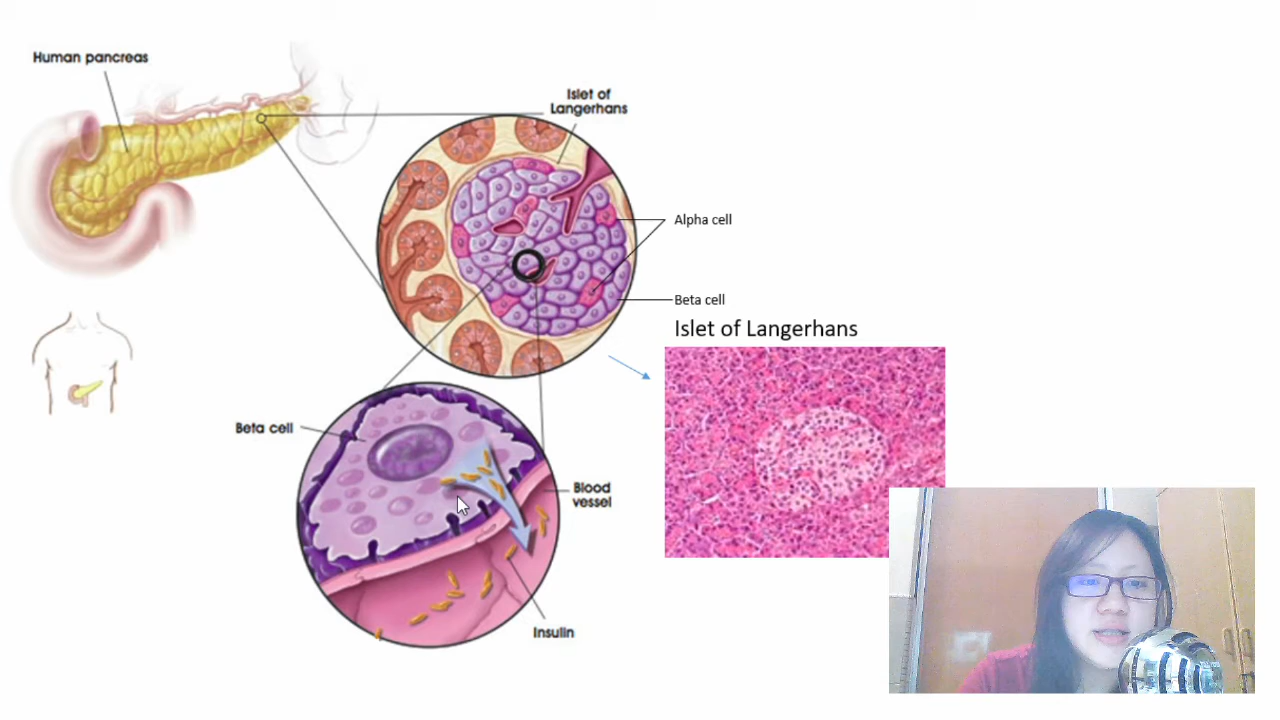 Human pancreas
Islet of
Langerhans
Alpha cell
Beta cell
Islet of Langerhans
Beta cell
Blood
vessel
Insulin